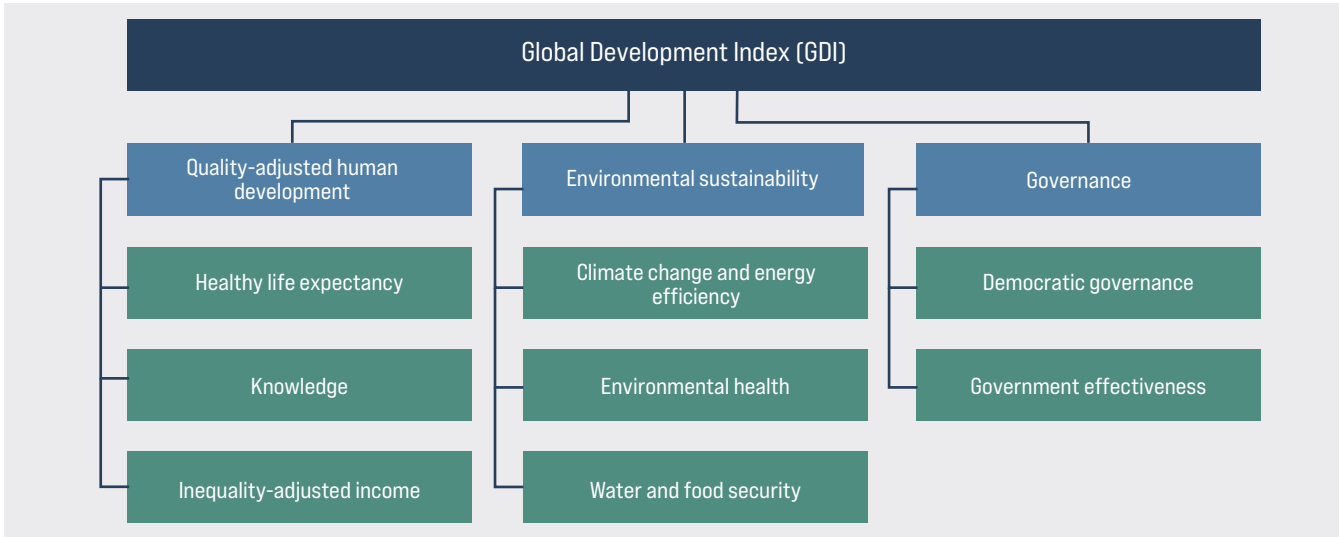 Global Development Index (GDI)
Quality-adjusted human
development
Environmental sustainability
Governance
Healthy life expectancy
Climate change and energy
efficiency
Democratic governance
Knowledge
Environmental health
Government effectiveness
Inequality-adjusted income
Water and food security